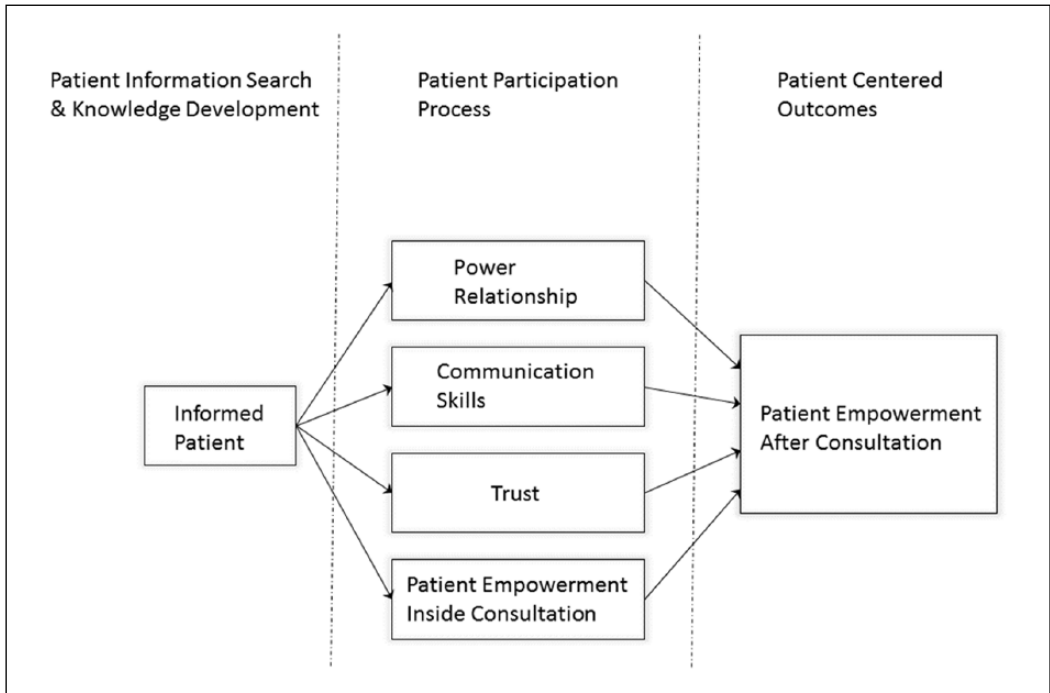 Patient Information Search
& Knowledge Development
Patient Participation
Process
Patient Centered
Outcomes
Informed
Patient
Power
Relationship
Communication
Skills
Trust
Patient Empowerment
Inside Consultation
Patient Empowerment
After Consultation